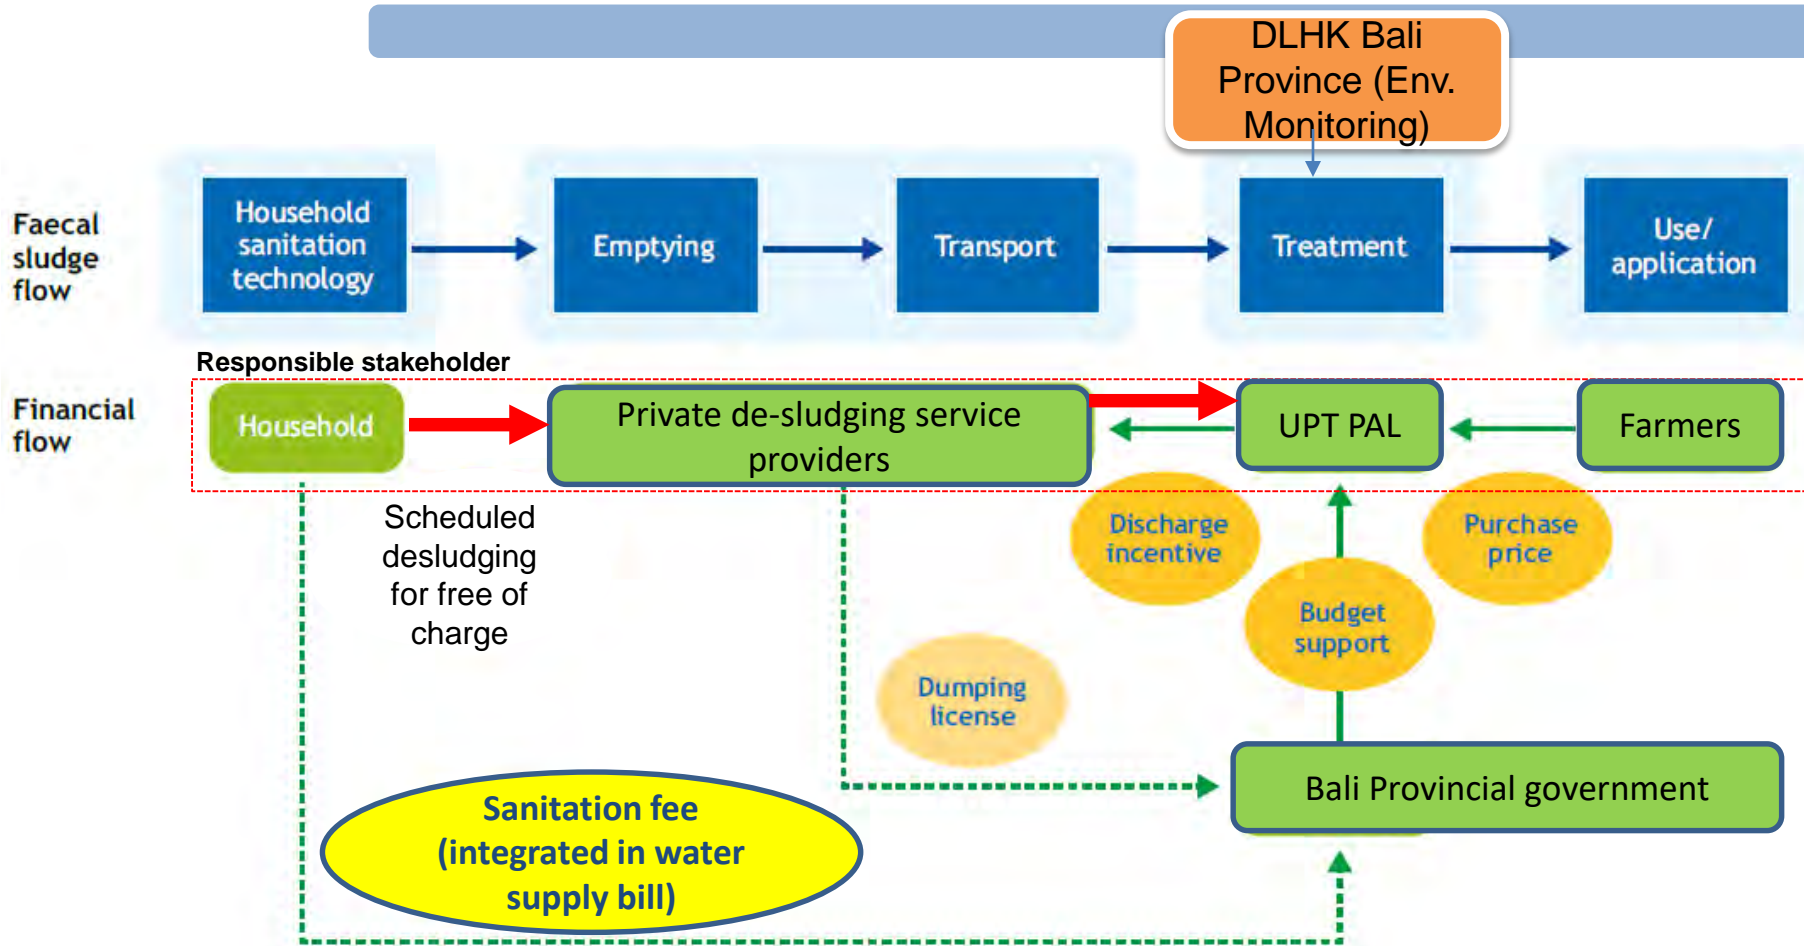 DLHK Bali
Province (Env.
Monitoring)
Faecal
sludge
flow
Household
sanitation
technology
Emptying
Transport
Treatment
Use/
application
Responsible stakeholder
Financial
flow
Household
Private de-sludging service
providers
UPT PAL
Farmers
Scheduled
desludging
for free of
charge
Discharge
incentive
Purchase
price
Budget
support
Dumping
license
Bali Provincial government
Sanitation fee
(integrated in water
supply bill)